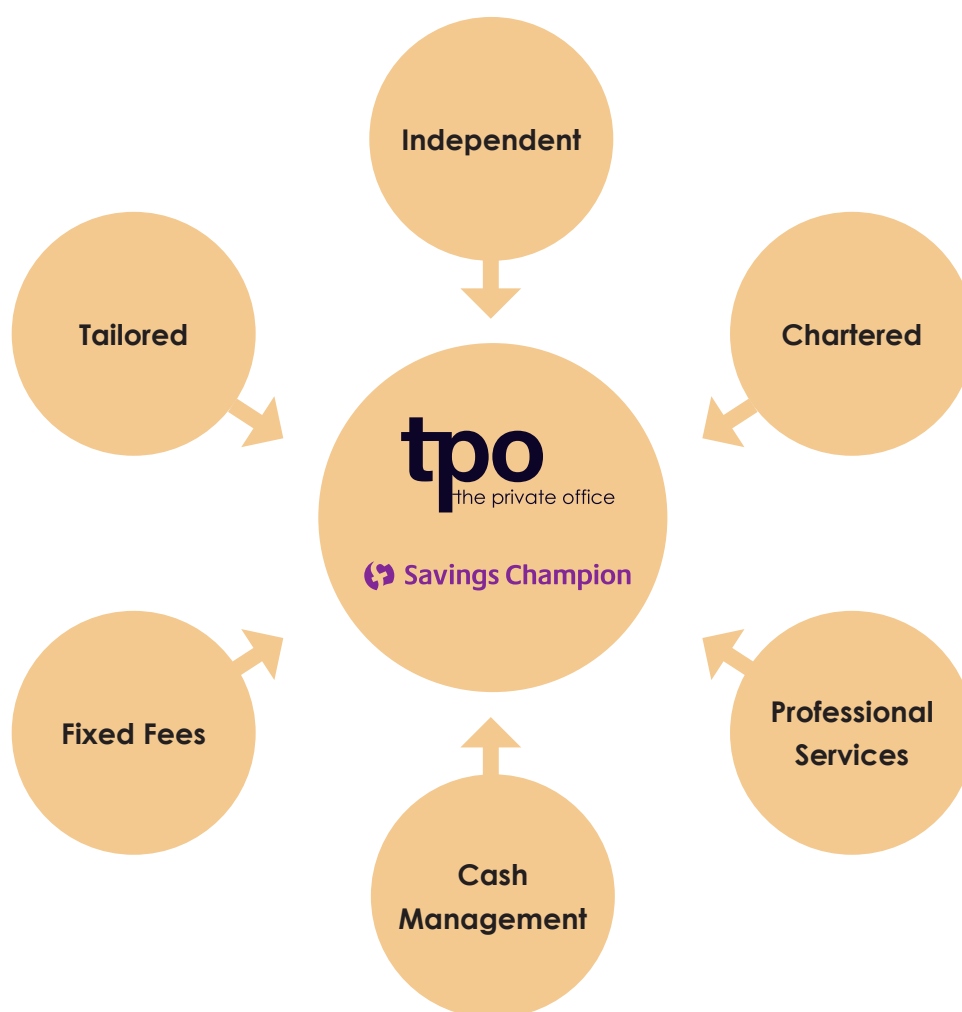 Independent
Tailored
Chartered
tpo
the private office
Savings Champion
Fixed Fees
Professional
Services
Cash
Management